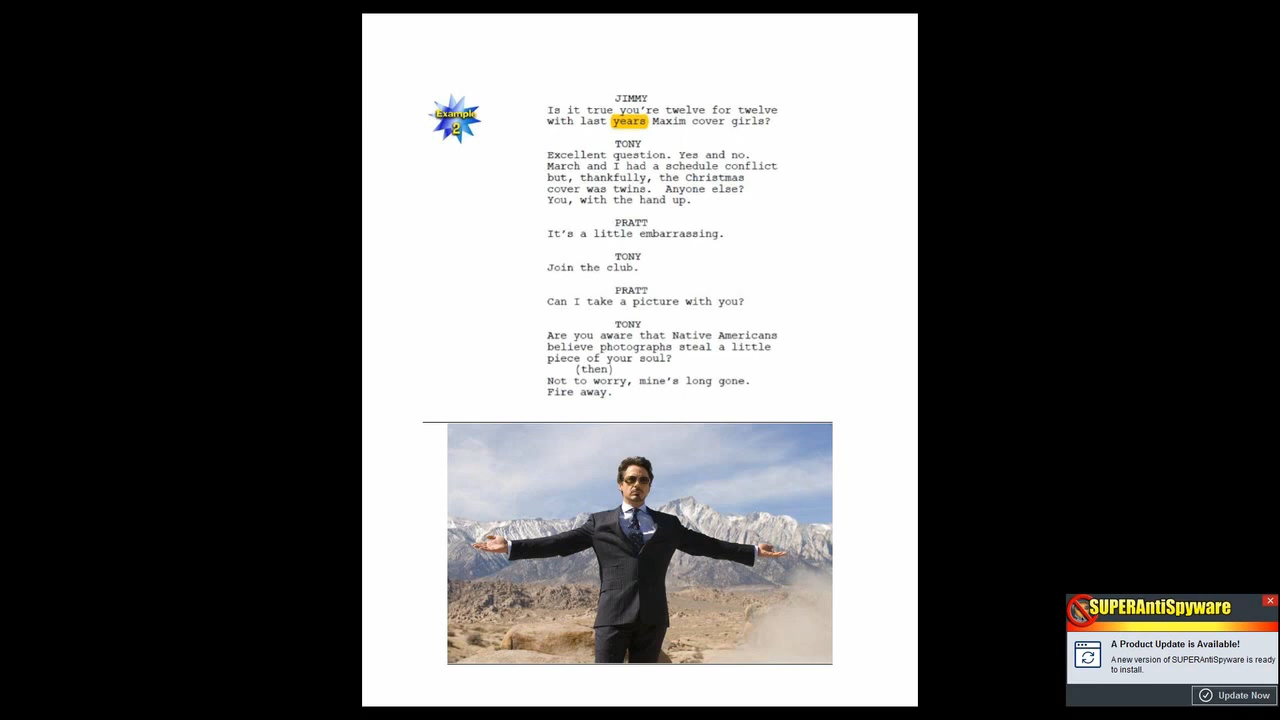 Example
2
JIMMY
Is it true you're twelve for twelve
with last years Maxim cover girls?
TONY
Excellent question. Yes and no.
March and I had a schedule conflict
but, thankfully, the Christmas
cover was twins.  Anyone else?
You, with the hand up.
PRATT
It's a little embarrassing.
TONY
Join the club.
PRATT
Can I take a picture with you?
TONY
Are you aware that Native Americans
believe photographs steal a little
piece of your soul?
(then)
Not to worry, mine's long gone.
Fire away.
SUPERAntiSpyware
A Product Update is Available!
A new version of SUPERAntiSpyware is ready
to install.
Update Now